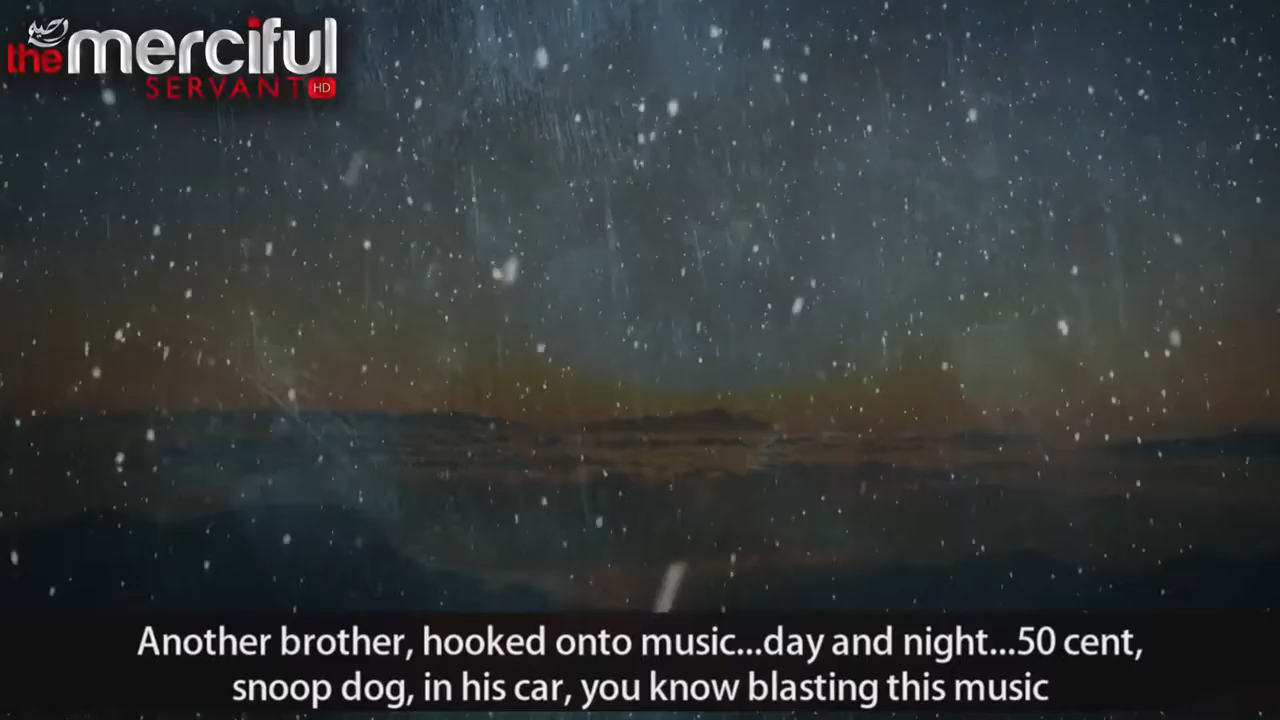 the merciful
SERVANT HD
Another brother, hooked onto music...day and night...50 cent,
snoop dog, in his car, you know blasting this music